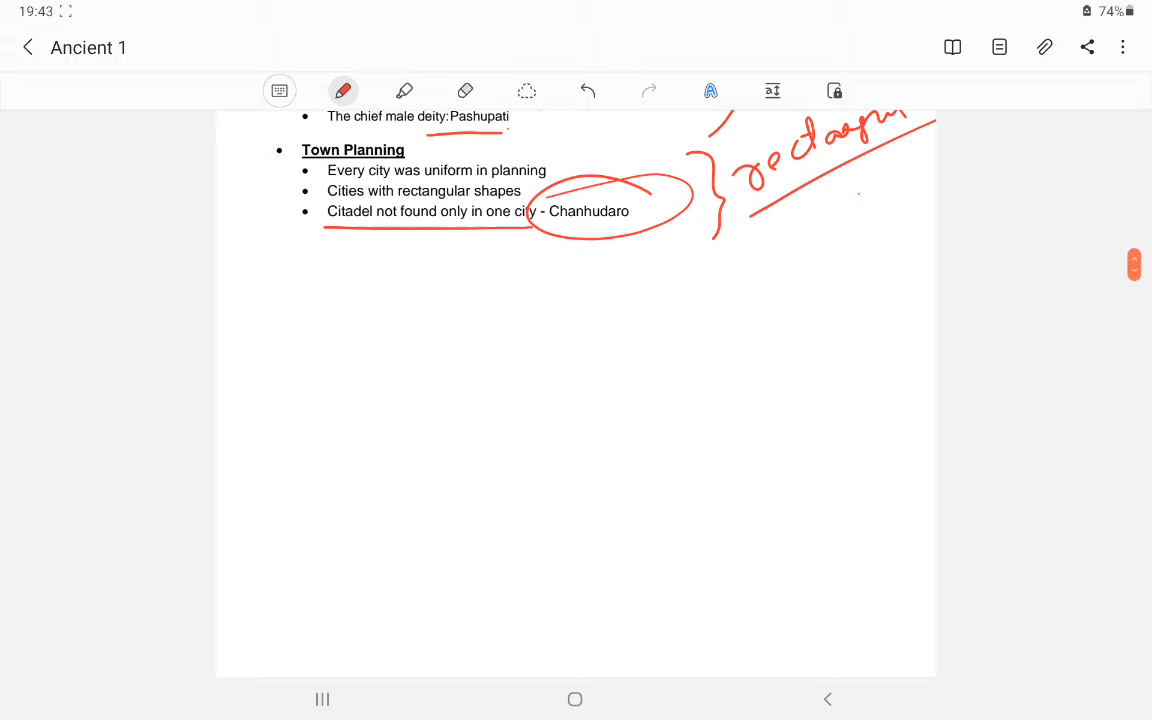 19:43
74%
Ancient 1
The chief male deity:Pashupati
Town Planning
Every city was uniform in planning
Cities with rectangular shapes
Citadel not found only in one city - Chanhudaro